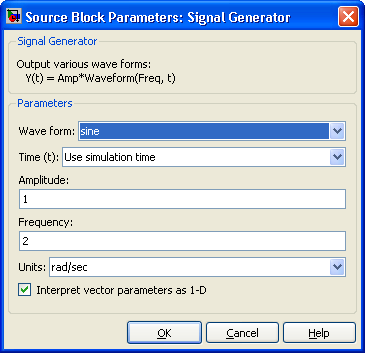 Source Block Parameters: Signal Generator
Signal Generator
Output various wave forms:
Y(t) = Amp*Waveform(Freq, t)
Parameters
Wave form: sine
Time (t): Use simulation time
Amplitude:
1
Frequency:
2
Units: rad/sec
Interpret vector parameters as 1-D
OK Cancel Help